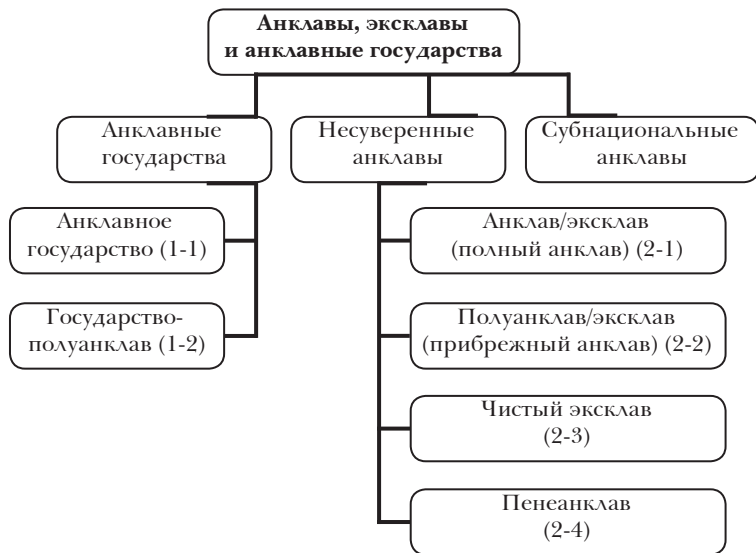 Анклавы, эксклавы
и анклавные государства
Анклавные
государства
Несуверенные
анклавы
Субнациональные
анклавы
Анклавное
государство (1-1)
Государство-
полуанклав (1-2)
Анклав/эксклав
(полный анклав) (2-1)
Полуанклав/эксклав
(прибрежный анклав) (2-2)
Чистый эксклав
(2-3)
Пенеанклав
(2-4)